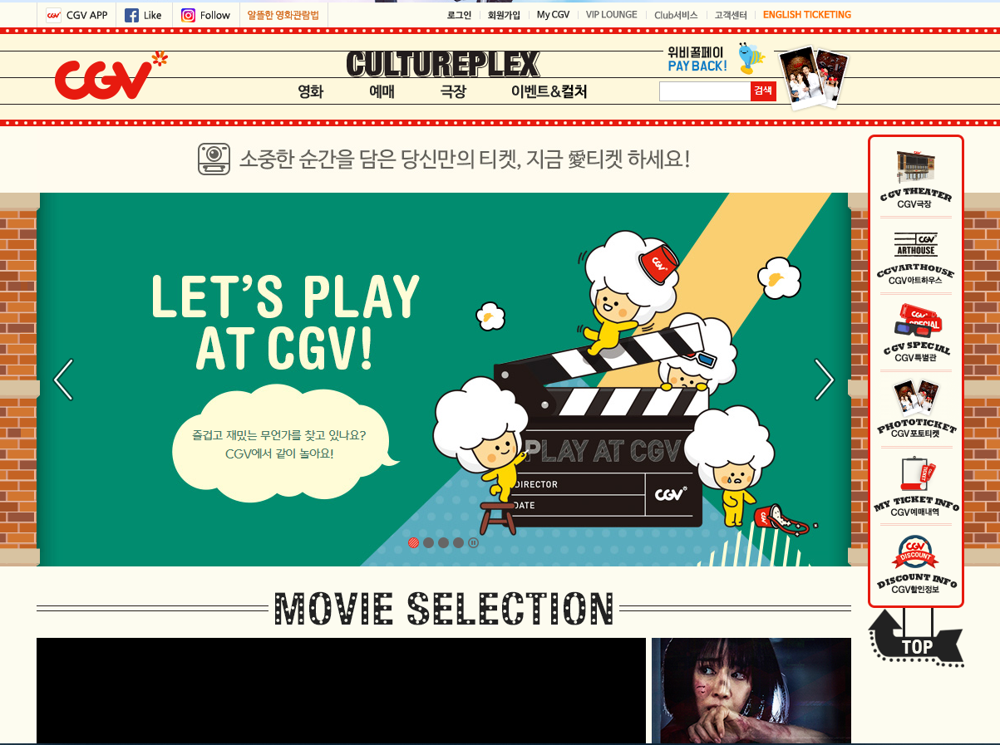 CGV APP
Like
Follow
알뜰한 영화관람법
로그인
회원가입
My CGV
VIP LOUNGE
Club서비스
고객센터
ENGLISH TICKETING
CGV
CULTUREPLEX
영화
예매
극장
이벤트&컬처
위비꿀페이
PAY BACK!
검색
소중한 순간을 담은 당신만의 티켓, 지금 愛티켓 하세요!
LET'S PLAY
AT CGV!
즐겁고 재밌는 무언가를 찾고 있나요?
CGV에서 같이 놀아요!
CGV
PLAY AT CGV
DIRECTOR
DATE
CGV
CGV THEATER
CGV극장
CGV
ARTHOUSE
CGVARTHOUSE
CGV아트하우스
CGV
SPECIAL
CGV SPECIAL
CGV특별관
PHOTOTICKET
CGV포토티켓
TICKET
MY TICKET INFO
CGV예매내역
CGV
DISCOUNT
DISCOUNT INFO
CGV할인정보
TOP
MOVIE SELECTION